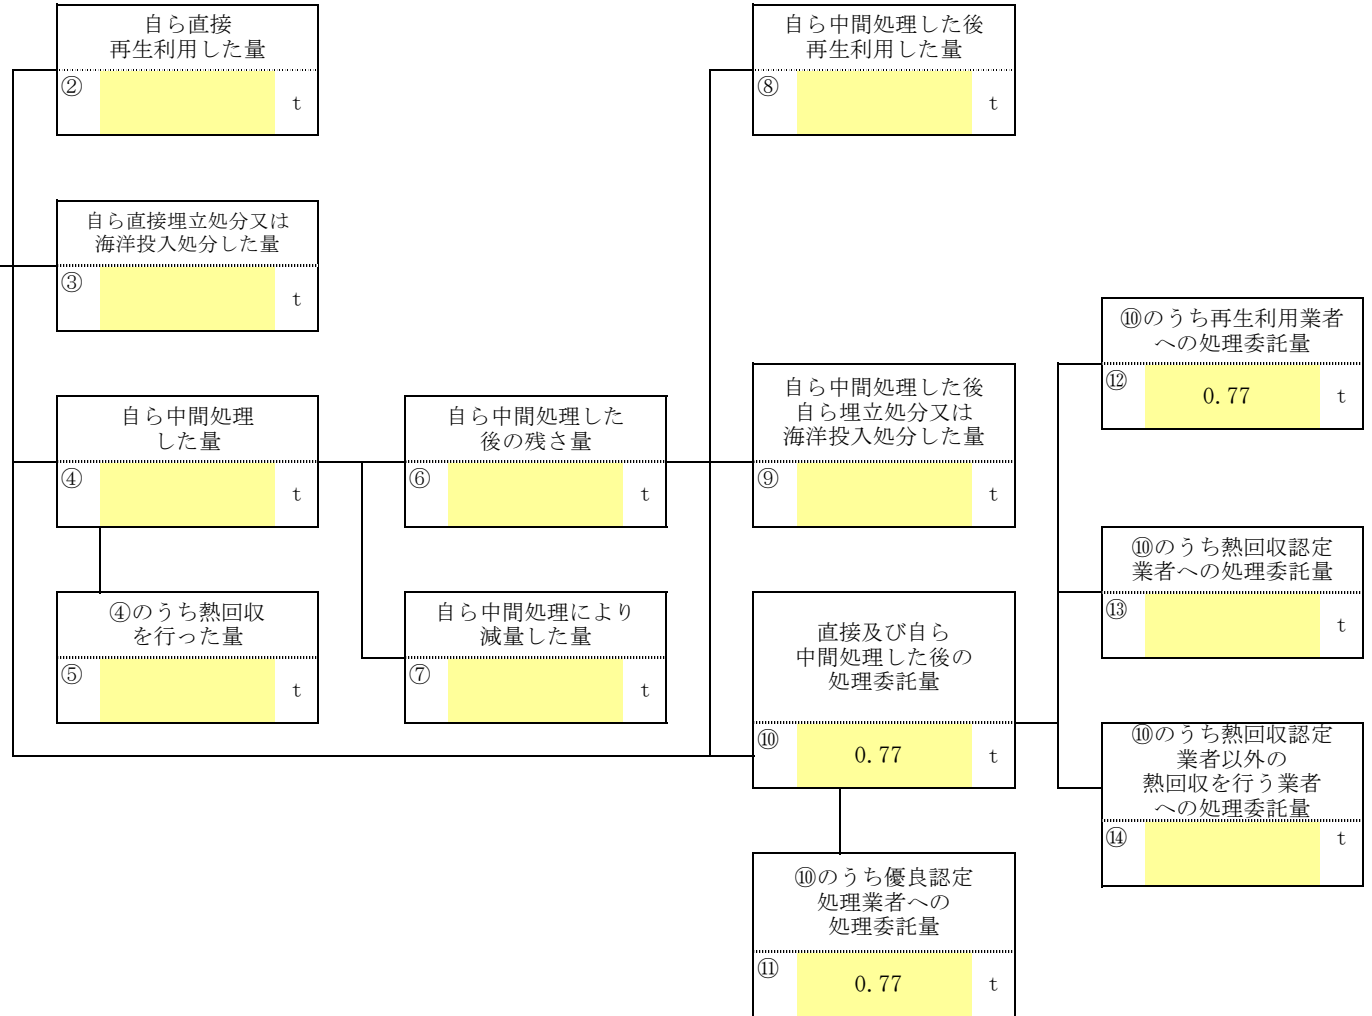 自ら直接
再生利用した量
②
t
自ら中間処理した後
再生利用した量
⑧
t
自ら直接埋立処分又は
海洋投入処分した量
③
t
⑩のうち再生利用業者
への処理委託量
⑫
0.77
t
自ら中間処理
した量
④
t
自ら中間処理した
後の残さ量
⑥
t
自ら中間処理した後
自ら埋立処分又は
海洋投入処分した量
⑨
t
⑩のうち熱回収認定
業者への処理委託量
⑬
t
④のうち熱回収
を行った量
⑤
t
自ら中間処理により
減量した量
⑦
t
直接及び自ら
中間処理した後の
処理委託量
⑩
0.77
t
⑩のうち熱回収認定
業者以外の
熱回収を行う業者
への処理委託量
⑭
t
⑩のうち優良認定
処理業者への
処理委託量
⑪
0.77
t